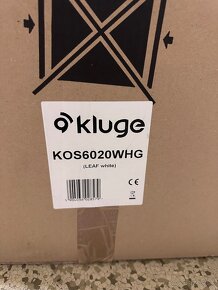 kluge
KOS6020WHG
(LEAF white)
CE